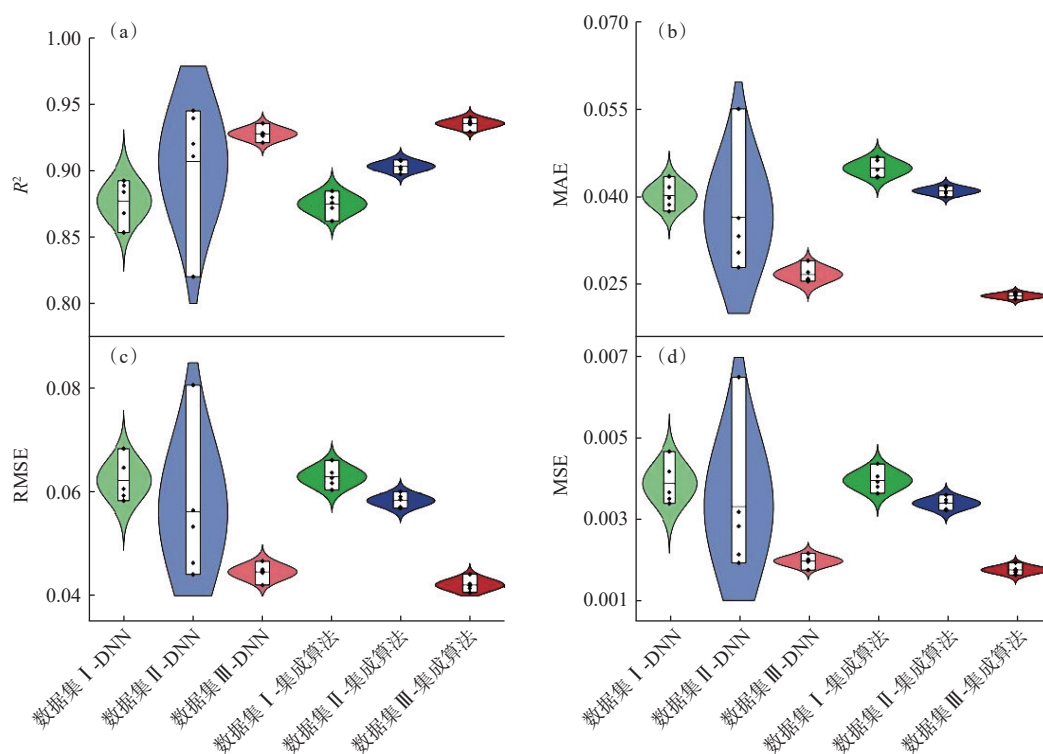 (a)
1.00
0.95
0.90
0.85
0.80
R²
(b)
0.070
0.055
0.040
0.025
MAE
(c)
0.08
0.06
0.04
RMSE
(d)
0.007
0.005
0.003
0.001
MSE
数据集Ⅰ-DNN
数据集Ⅱ-DNN
数据集Ⅲ-DNN
数据集Ⅰ-集成算法
数据集Ⅱ-集成算法
数据集Ⅲ-集成算法
数据集Ⅰ-DNN
数据集Ⅱ-DNN
数据集Ⅲ-DNN
数据集Ⅰ-集成算法
数据集Ⅱ-集成算法
数据集Ⅲ-集成算法